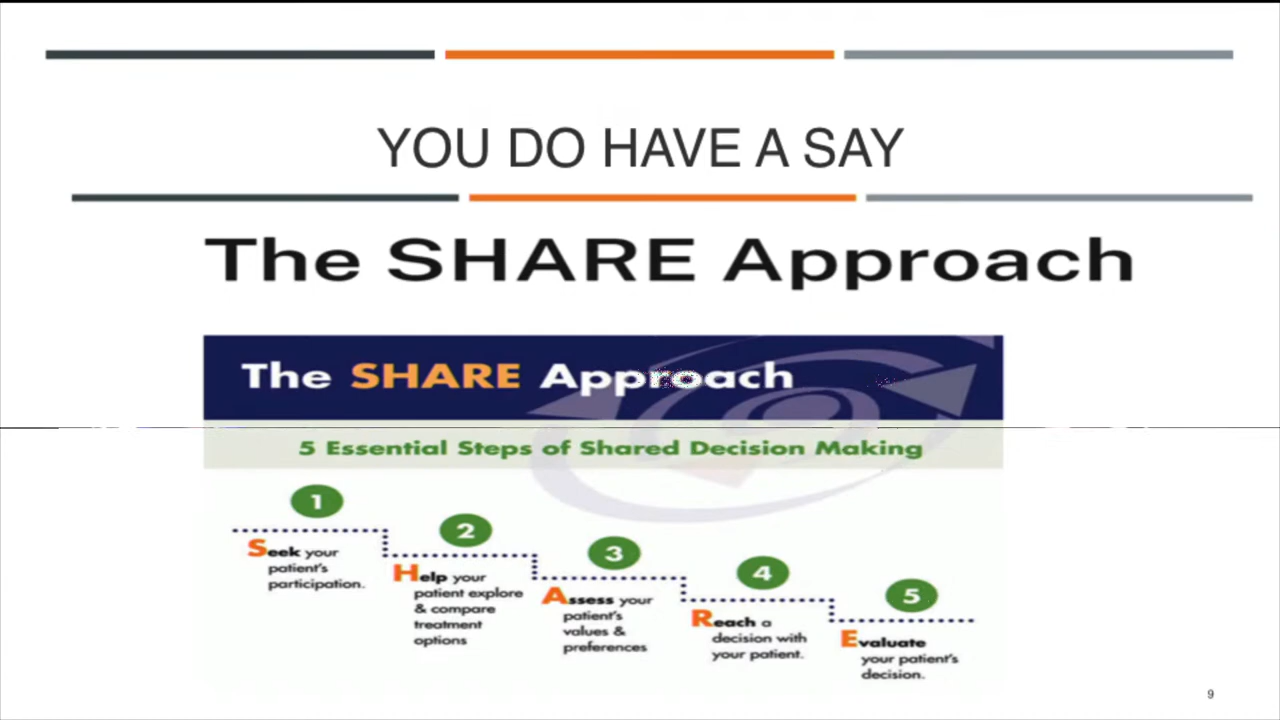 YOU DO HAVE A SAY
The SHARE Approach
The SHARE Approach
5 Essential Steps of Shared Decision Making
1
Seek your
patient's
participation.
2
Help your
patient explore
& compare
treatment
options
3
Assess your
patient's
values &
preferences
4
Reach a
decision with
your patient.
5
Evaluate
your patient's
decision.
9